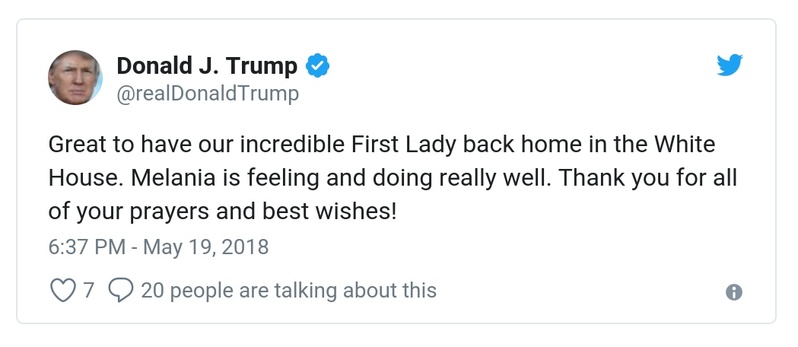 Donald J. Trump
@realDonaldTrump
Great to have our incredible First Lady back home in the White
House. Melania is feeling and doing really well. Thank you for all
of your prayers and best wishes!
6:37 PM - May 19, 2018
7 20 people are talking about this